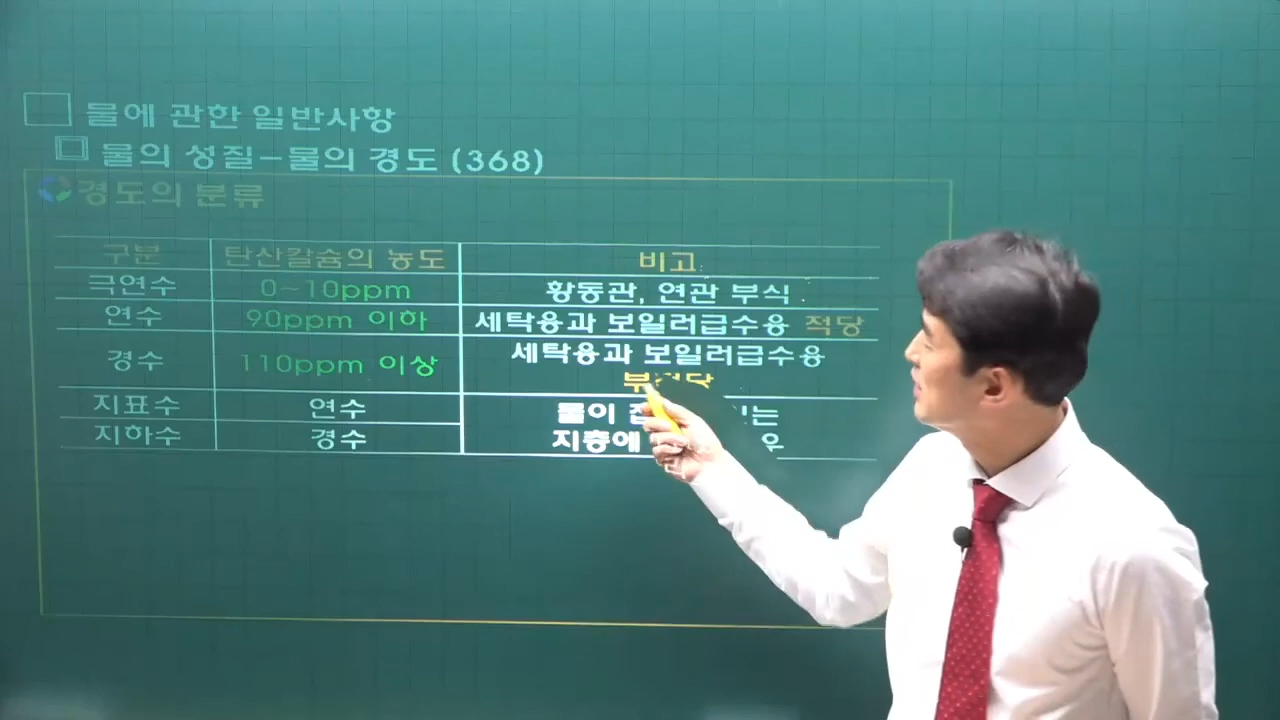 물에 관한 일반사항
물의 성질-물의 경도 (368)
경도의 분류
구분 탄산칼슘의 농도 비고
극연수 0~10ppm 황동관, 연관 부식
연수 90ppm 이하 세탁용과 보일러급수용 적당
경수 110ppm 이상 세탁용과 보일러급수용
지표수 연수 물이
지하수 경수 지층에